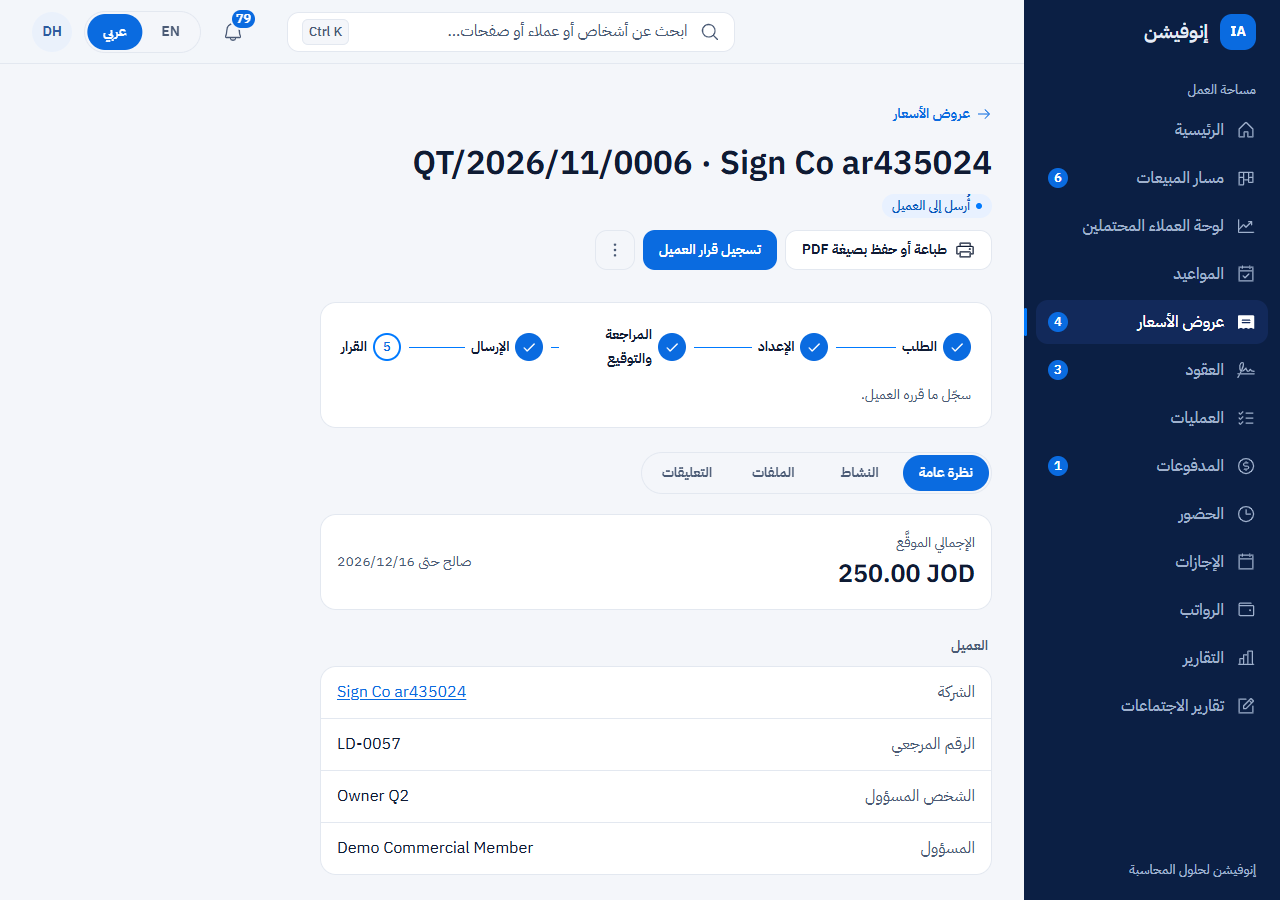 IA
إنوفيشن
مساحة العمل
الرئيسية
مسار المبيعات
6
لوحة العملاء المحتملين
المواعيد
عروض الأسعار
4
العقود
3
العمليات
المدفوعات
1
الحضور
الإجازات
الرواتب
التقارير
تقارير الاجتماعات
إنوفيشن لحلول المحاسبة
ابحث عن أشخاص أو عملاء أو صفحات...
Ctrl K
79
EN
عربي
DH
عروض الأسعار
QT/2026/11/0006 · Sign Co ar435024
أُرسل إلى العميل
طباعة أو حفظ بصيغة PDF
تسجيل قرار العميل
الطلب
الإعداد
المراجعة
والتوقيع
الإرسال
5
القرار
سجّل ما قرره العميل.
نظرة عامة
النشاط
الملفات
التعليقات
الإجمالي الموقَّع
250.00 JOD
صالح حتى 2026/12/16
العميل
الشركة
Sign Co ar435024
الرقم المرجعي
LD-0057
الشخص المسؤول
Owner Q2
المسؤول
Demo Commercial Member